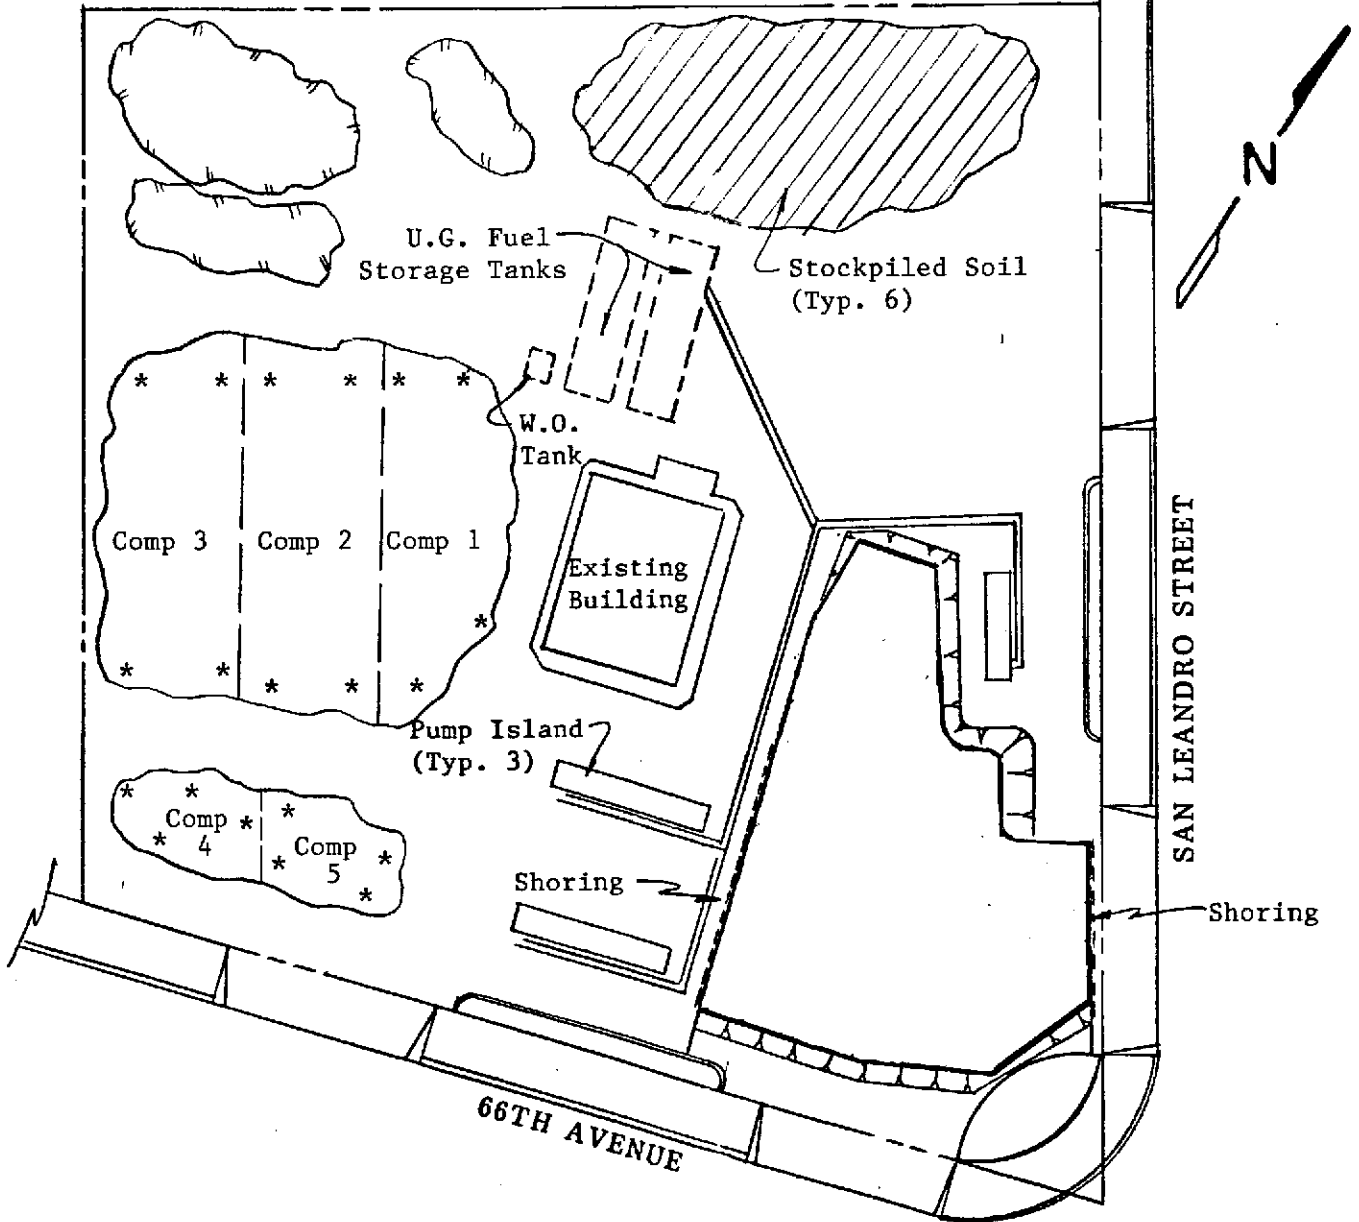 N
U.G. Fuel
Storage Tanks
Stockpiled Soil
(Typ. 6)
* * * * * *
W.O.
Tank
Comp 3
Comp 2
Comp 1
Existing
Building
*
* * * * *
Pump Island
(Typ. 3)
SAN LEANDRO STREET
* * * * * * * *
Comp
4
Comp
5
Shoring
Shoring
66TH AVENUE